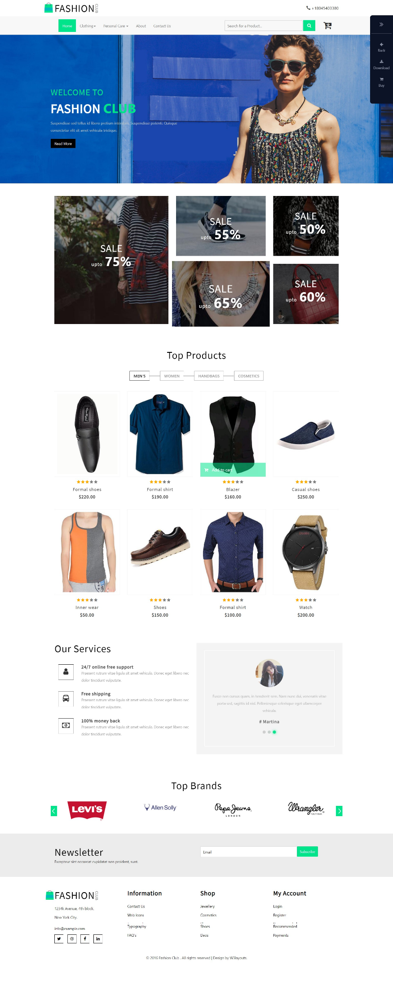 FASHION CLUB
+18045403380
Home
Clothing
Personal Care
About
Contact Us
Search for a Product...
Back
Download
Buy
WELCOME TO
FASHION CLUB
Suspendisse sed tellus id libero pretium interdum. Suspendisse potenti. Quisque
consectetur elit sit amet vehicula tristique.
Read More
SALE
upto 75%
SALE
upto 55%
SALE
upto 50%
SALE
upto 65%
SALE
upto 60%
Top Products
MEN'S
WOMEN
HANDBAGS
COSMETICS
Add to cart
Formal shoes
$220.00
Formal shirt
$190.00
Blazer
$160.00
Casual shoes
$250.00
Inner wear
$50.00
Shoes
$150.00
Formal shirt
$100.00
Watch
$200.00
Our Services
24/7 online free support
Praesent rutrum vitae ligula sit amet vehicula. Donec eget libero nec
dolor tincidunt vulputate.
Free shipping
Praesent rutrum vitae ligula sit amet vehicula. Donec eget libero nec
dolor tincidunt vulputate.
100% money back
Praesent rutrum vitae ligula sit amet vehicula. Donec eget libero nec
dolor tincidunt vulputate.
Fusce non cursus quam, in hendrerit sem. Nam nunc dui, venenatis vitae
porta sed, sagittis id nisl. Pellentesque celerisque eget ullamcorper
vehicula.
# Martina
Top Brands
LEVI'S
Allen Solly
Pepe Jeans
LONDON
Wrangler
FOOTWEAR
Newsletter
Excepteur sint occaecat cupidatat non proident, sunt.
Email
Subscribe
FASHION CLUB
1234k Avenue, 4th block,
New York City.
info@example.com
Information
Contact Us
Web Icons
Typography
FAQ's
Shop
Jewellery
Cosmetics
Shoes
Deos
My Account
Login
Register
Recommended
Payments
© 2016 Fashion Club . All rights reserved | Design by W3layouts.